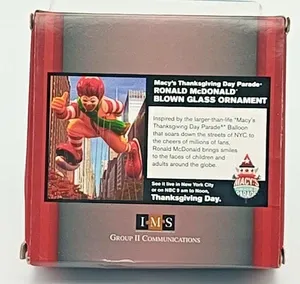 Macy's Thanksgiving Day Parade®
RONALD McDONALD®
BLOWN GLASS ORNAMENT
Inspired by the larger-than-life "Macy's
Thanksgiving Day Parade®" Balloon
that soars down the streets of NYC to
the cheers of millions of fans,
Ronald McDonald brings smiles
to the faces of children and
adults around the globe.
MACY'S
See it live in New York City
or on NBC 9 am to Noon,
Thanksgiving Day.
I·M·S
GROUP II COMMUNICATIONS